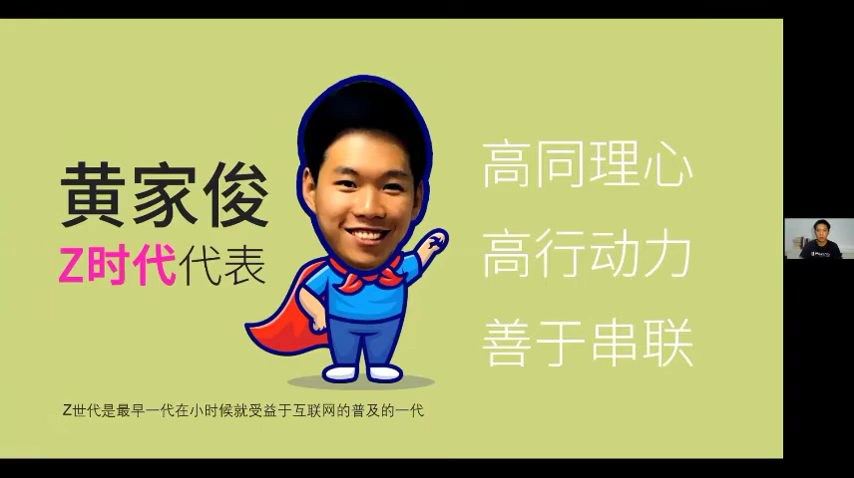 黄家俊
Z时代代表
高同理心
高行动力
善于串联
Z世代是最早一代在小时候就受益于互联网的普及的一代